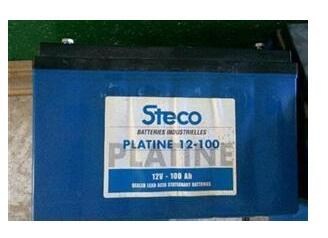 Steco
BATTERIES INDUSTRIELLES
PLATINE 12-100
PLATINE
12V - 100 Ah
SEALED LEAD ACID STATIONARY BATTERIES